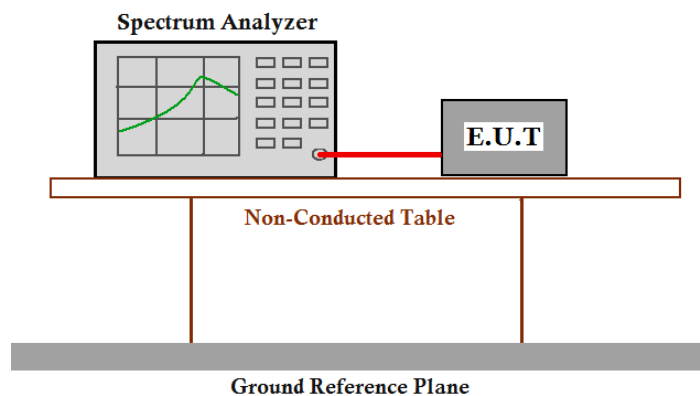 Spectrum Analyzer
E.U.T
Non-Conducted Table
Ground Reference Plane